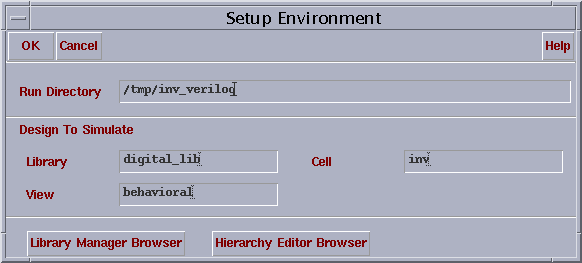 Setup Environment
OK Cancel Help
Run Directory /tmp/inv_verilog
Design To Simulate
Library digital_lib Cell inv
View behavioral
Library Manager Browser Hierarchy Editor Browser